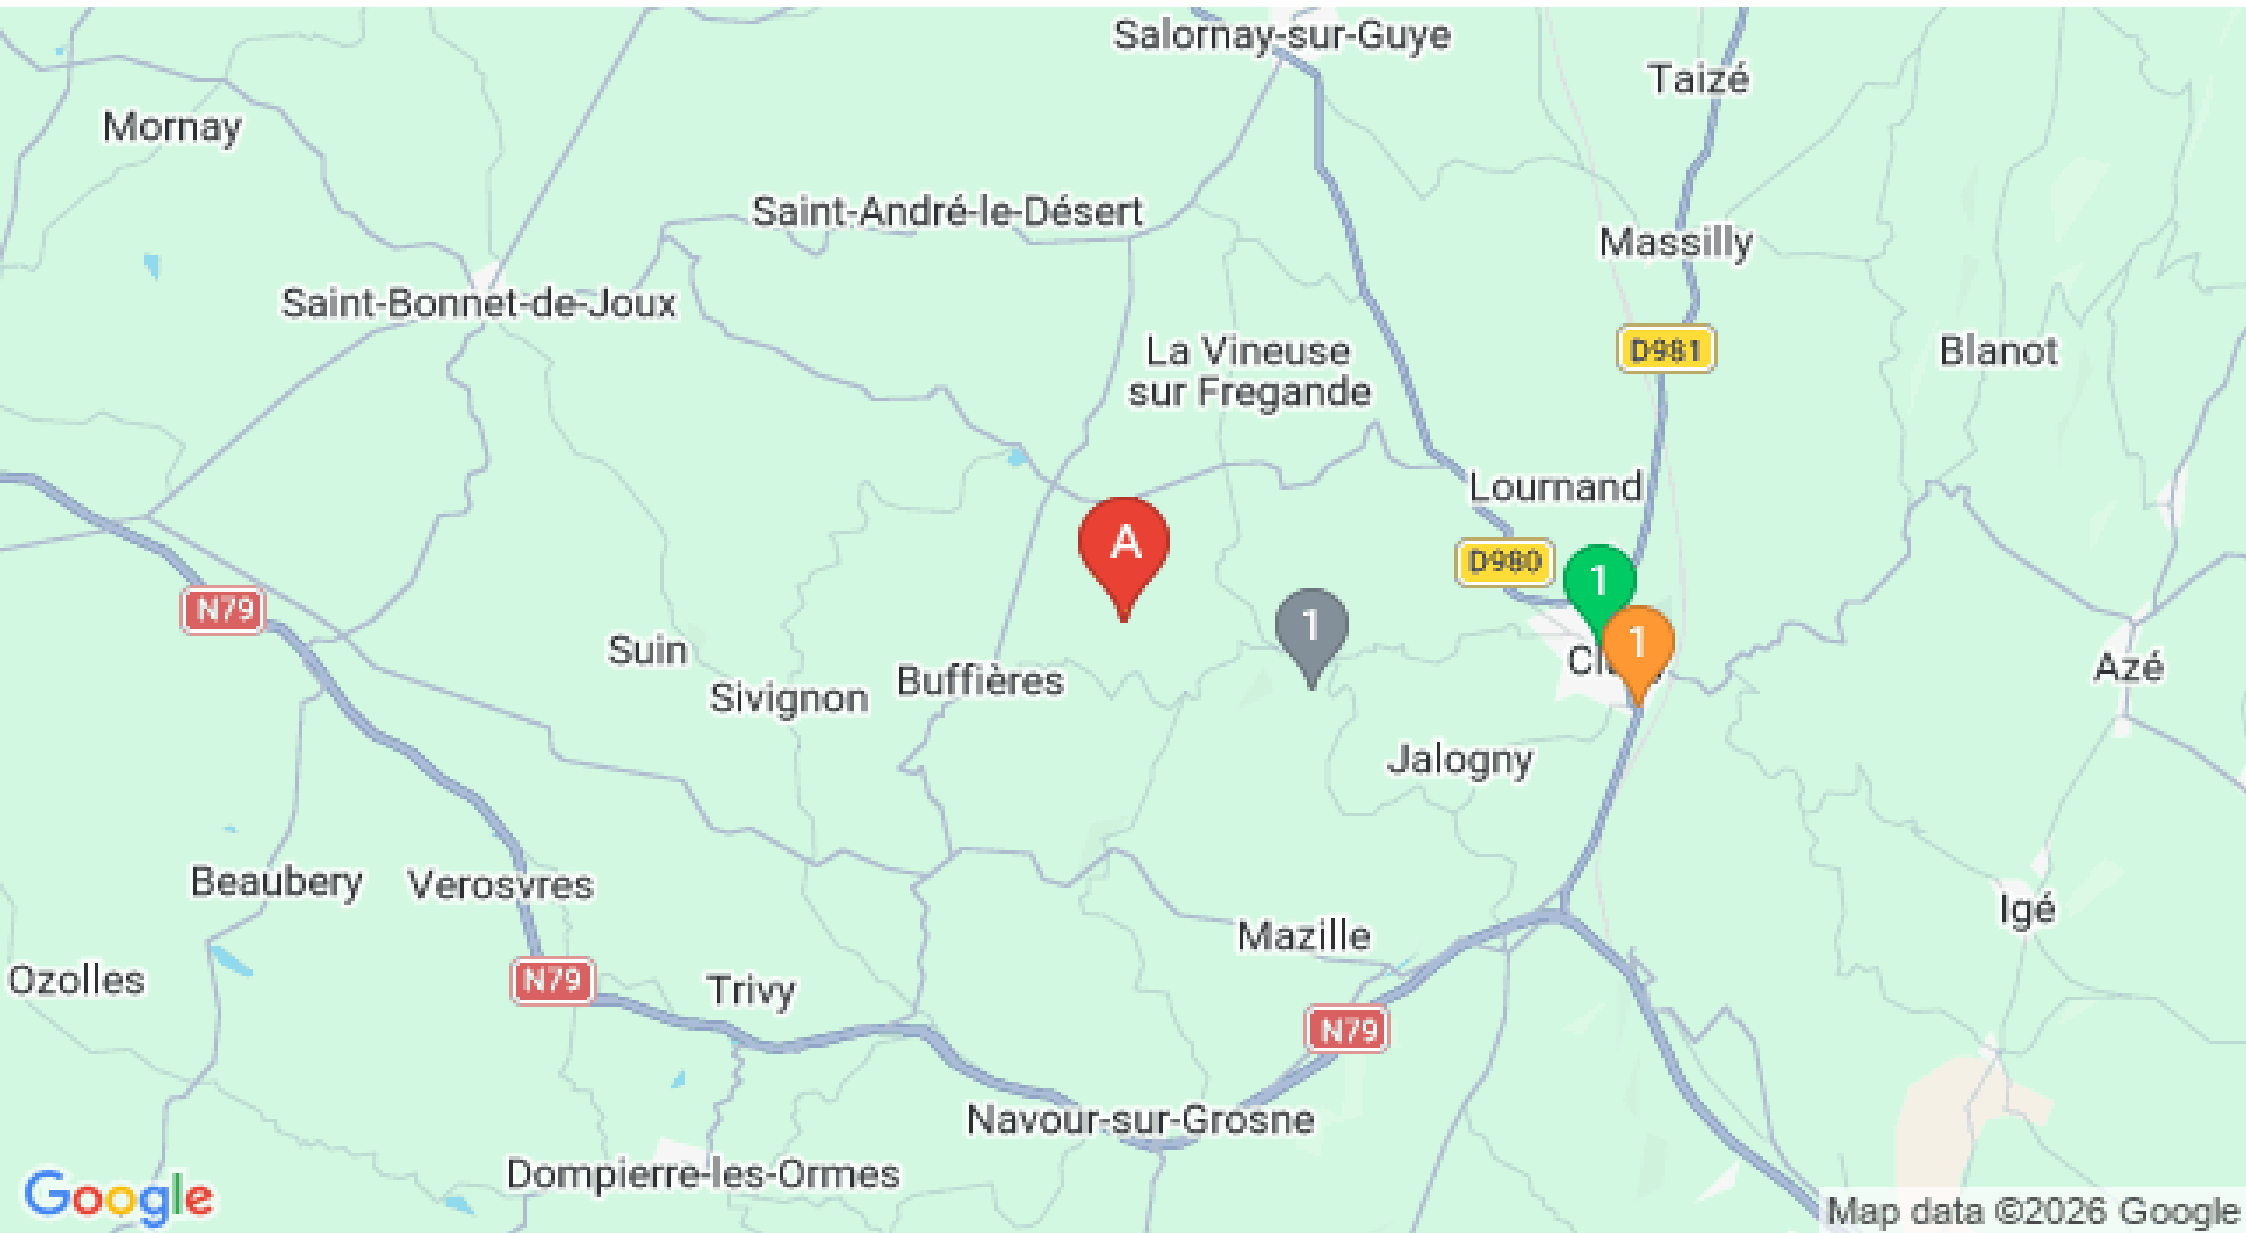 Salornay-sur-Guye
Taizé
Mornay
Saint-André-le-Désert
Massilly
Saint-Bonnet-de-Joux
La Vineuse
sur Fregande
D981
Blanot
Lournand
A
D980
1
N79
1
1
Suin
Buffières
Sivignon
Azé
Jalogny
Beaubery
Verosvres
Igé
Mazille
Ozolles
N79
Trivy
N79
Navour-sur-Grosne
Dompierre-les-Ormes
Google
Map data ©2026 Google